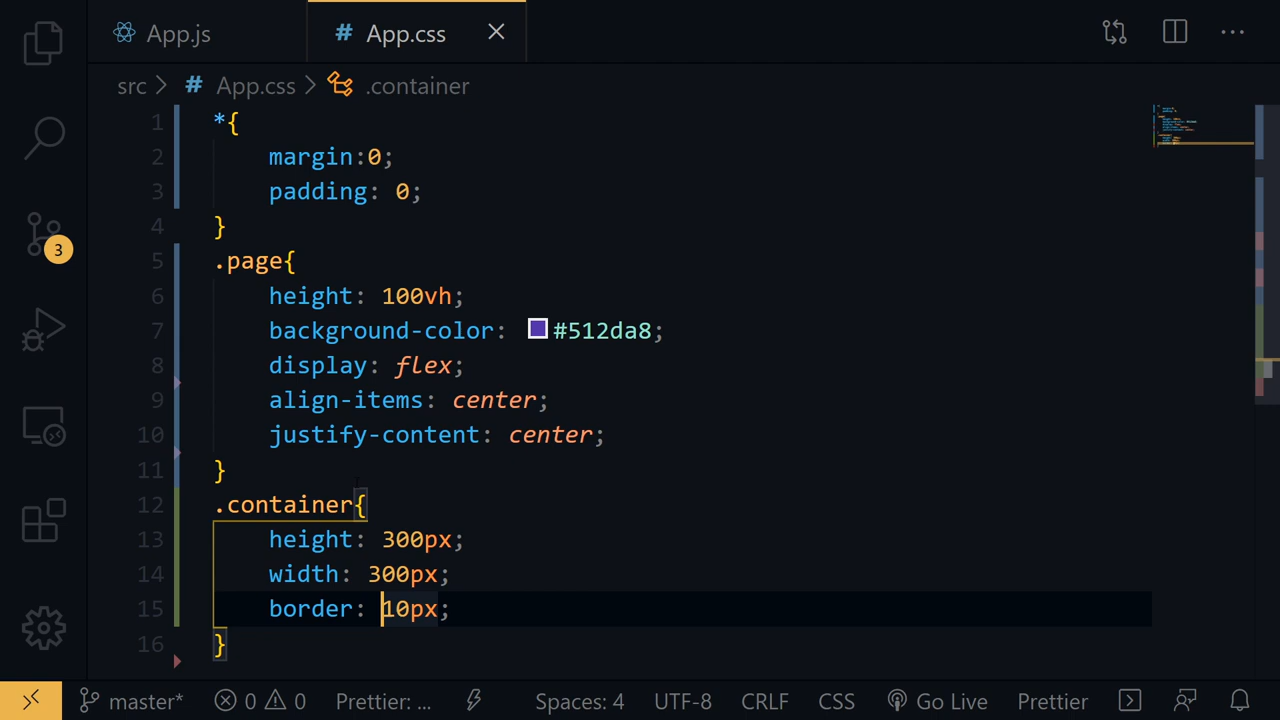 App.js
# App.css
src > # App.css > .container
1 *{
2 margin:0;
3 padding: 0;
4 }
5 .page{
6 height: 100vh;
7 background-color: #512da8;
8 display: flex;
9 align-items: center;
10 justify-content: center;
11 }
12 .container{
13 height: 300px;
14 width: 300px;
15 border: 10px;
16 }
3
master* 0 0 Prettier: ... Spaces: 4 UTF-8 CRLF CSS Go Live Prettier